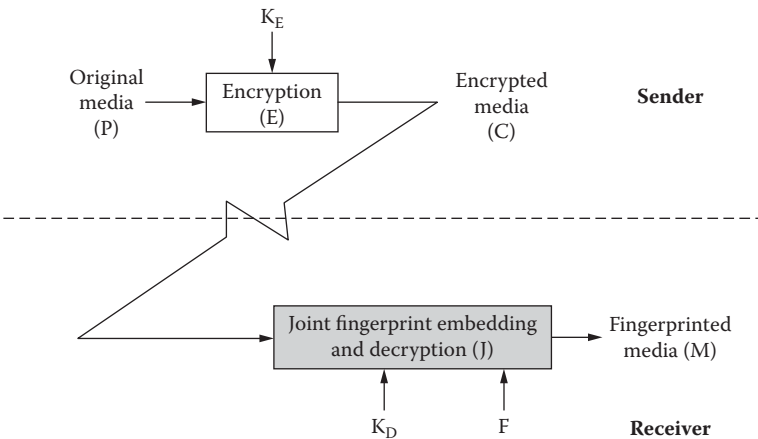 K_E
Original
media
(P)
Encryption
(E)
Encrypted
media
(C)
Sender
Joint fingerprint embedding
and decryption (J)
Fingerprinted
media (M)
K_D
F
Receiver